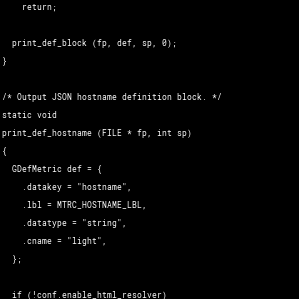 return;
print_def_block (fp, def, sp, 0);
}
/* Output JSON hostname definition block. */
static void
print_def_hostname (FILE * fp, int sp)
{
GDefMetric def = {
.datakey = "hostname",
.lbl = MTRC_HOSTNAME_LBL,
.datatype = "string",
.cname = "light",
};
if (!conf.enable_html_resolver)